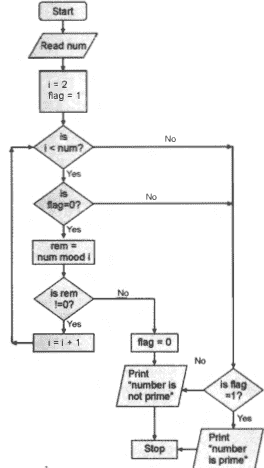 Start
Read num
i = 2
flag = 1
is
i < num?
No
Yes
is
flag=0?
No
Yes
rem =
num mood i
is rem
!=0?
No
Yes
i = i + 1
flag = 0
Print
"number is
not prime"
No
is flag
=1?
Yes
Stop
Print
"number
is prime"